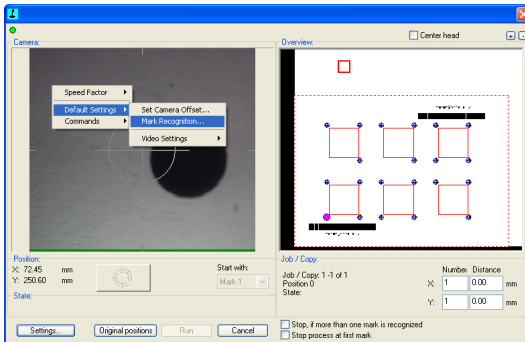 Center head
+ -
Camera:
Overview:
Speed Factor
Default Settings
Commands
Set Camera Offset...
Mark Recognition...
Video Settings
Position:
X: 72.45 mm
Y: 250.60 mm
Start with:
Mark 1
State:
Job / Copy:
Job / Copy: 1 -1 of 1
Position 0
State:
Number Distance
X: 1 0.00 mm
Y: 1 0.00 mm
Settings... Original positions Run Cancel
Stop, if more than one mark is recognized
Stop process at first mark